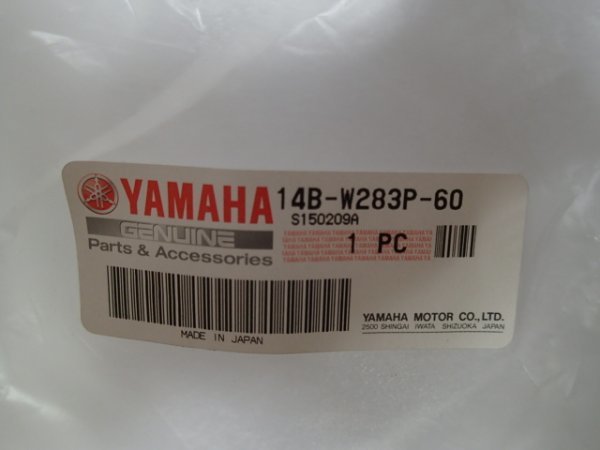 YAMAHA 14B-W283P-60
GENUINE S150209A
Parts & Accessories 1 PC
YAMAHA MOTOR CO., LTD.
2500 SHINGAI IWATA SHIZUOKA JAPAN
MADE IN JAPAN